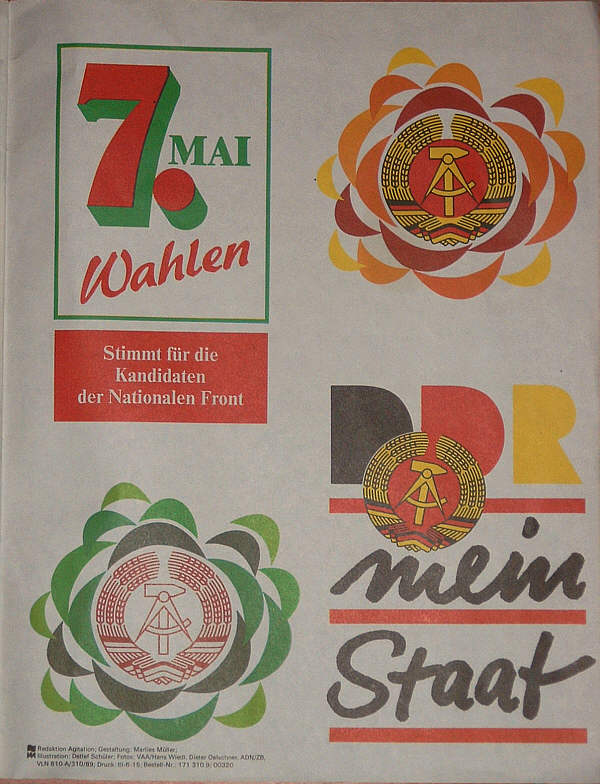 7. MAI
Wahlen
Stimmt für die
Kandidaten
der Nationalen Front
DDR
mein
Staat
Redaktion Agitation; Gestaltung: Marlies Müller;
Illustration: Detlef Schüler; Fotos: VAA/Hans Wiedl, Dieter Oelschner, ADN/ZB,
VLN 610 A/310/89; Druck: III-6-15; Bestell-Nr.: 171 310 9/00320